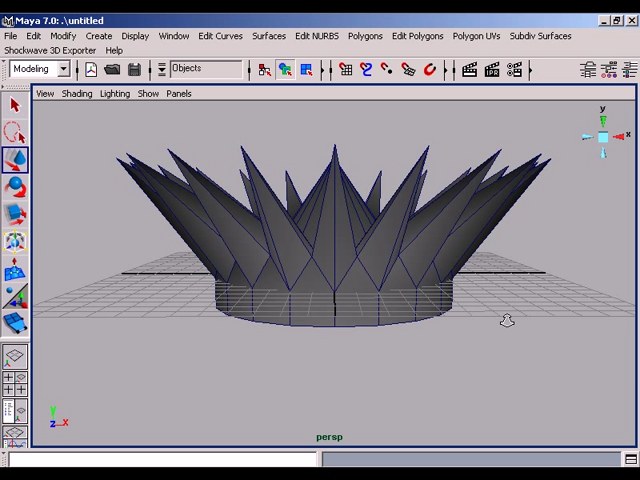 Maya 7.0: .\untitled
File Edit Modify Create Display Window Edit Curves Surfaces Edit NURBS Polygons Edit Polygons Polygon UVs Subdiv Surfaces
Shockwave 3D Exporter Help
Modeling Objects
View Shading Lighting Show Panels
y
x
y
z x
persp